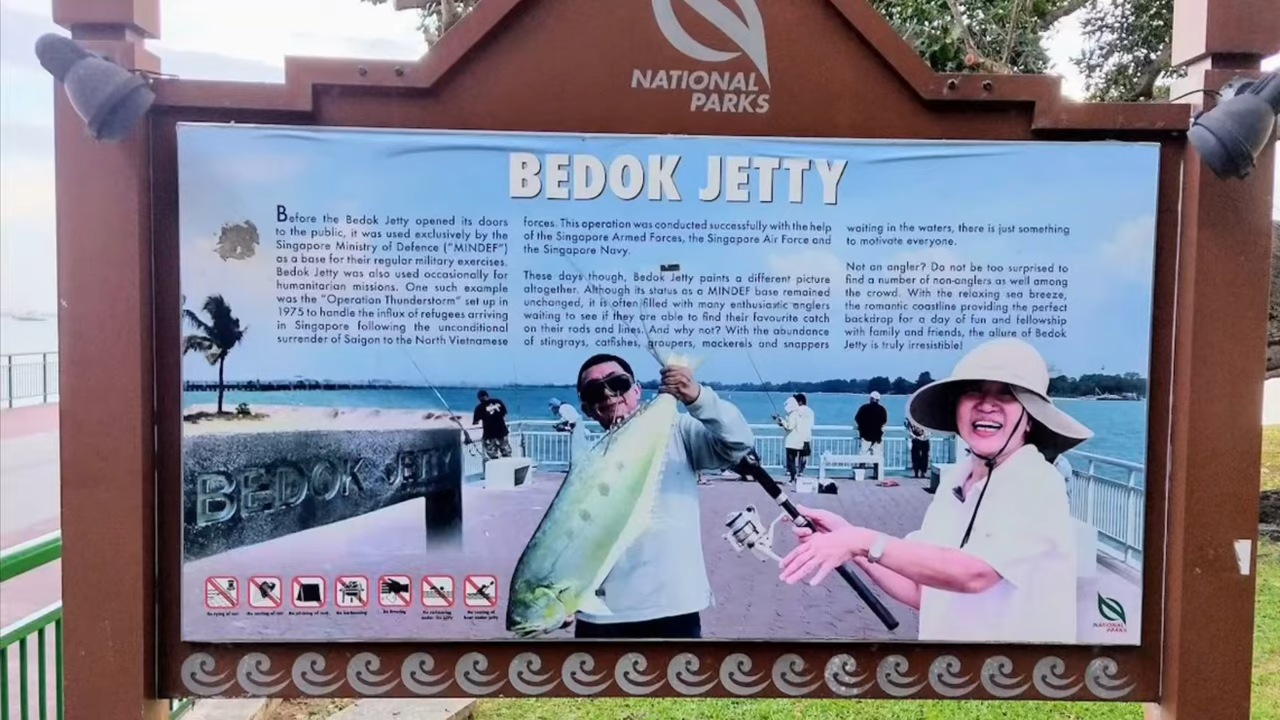 NATIONAL
PARKS
BEDOK JETTY
Before the Bedok Jetty opened its doors
to the public, it was used exclusively by the
Singapore Ministry of Defence ("MINDEF")
as a base for their regular military exercises.
Bedok Jetty was also used occasionally for
humanitarian missions. One such example
was the "Operation Thunderstorm" set up in
1975 to handle the influx of refugees arriving
in Singapore following the unconditional
surrender of Saigon to the North Vietnamese
forces. This operation was conducted successfully with the help
of the Singapore Armed Forces, the Singapore Air Force and
the Singapore Navy.
These days though, Bedok Jetty paints a different picture
altogether. Although its status as a MINDEF base remained
unchanged, it is often filled with many enthusiastic anglers
waiting to see if they are able to find their favourite catch
on their rods and lines. And why not? With the abundance
of stingrays, catfishes, groupers, mackerels and snappers
waiting in the waters, there is just something
to motivate everyone.
Not an angler? Do not be too surprised to
find a number of non-anglers as well among
the crowd. With the relaxing sea breeze,
the romantic coastline providing the perfect
backdrop for a day of fun and fellowship
with family and friends, the allure of Bedok
Jetty is truly irresistible!
BEDOK JETTY
NATIONAL
PARKS